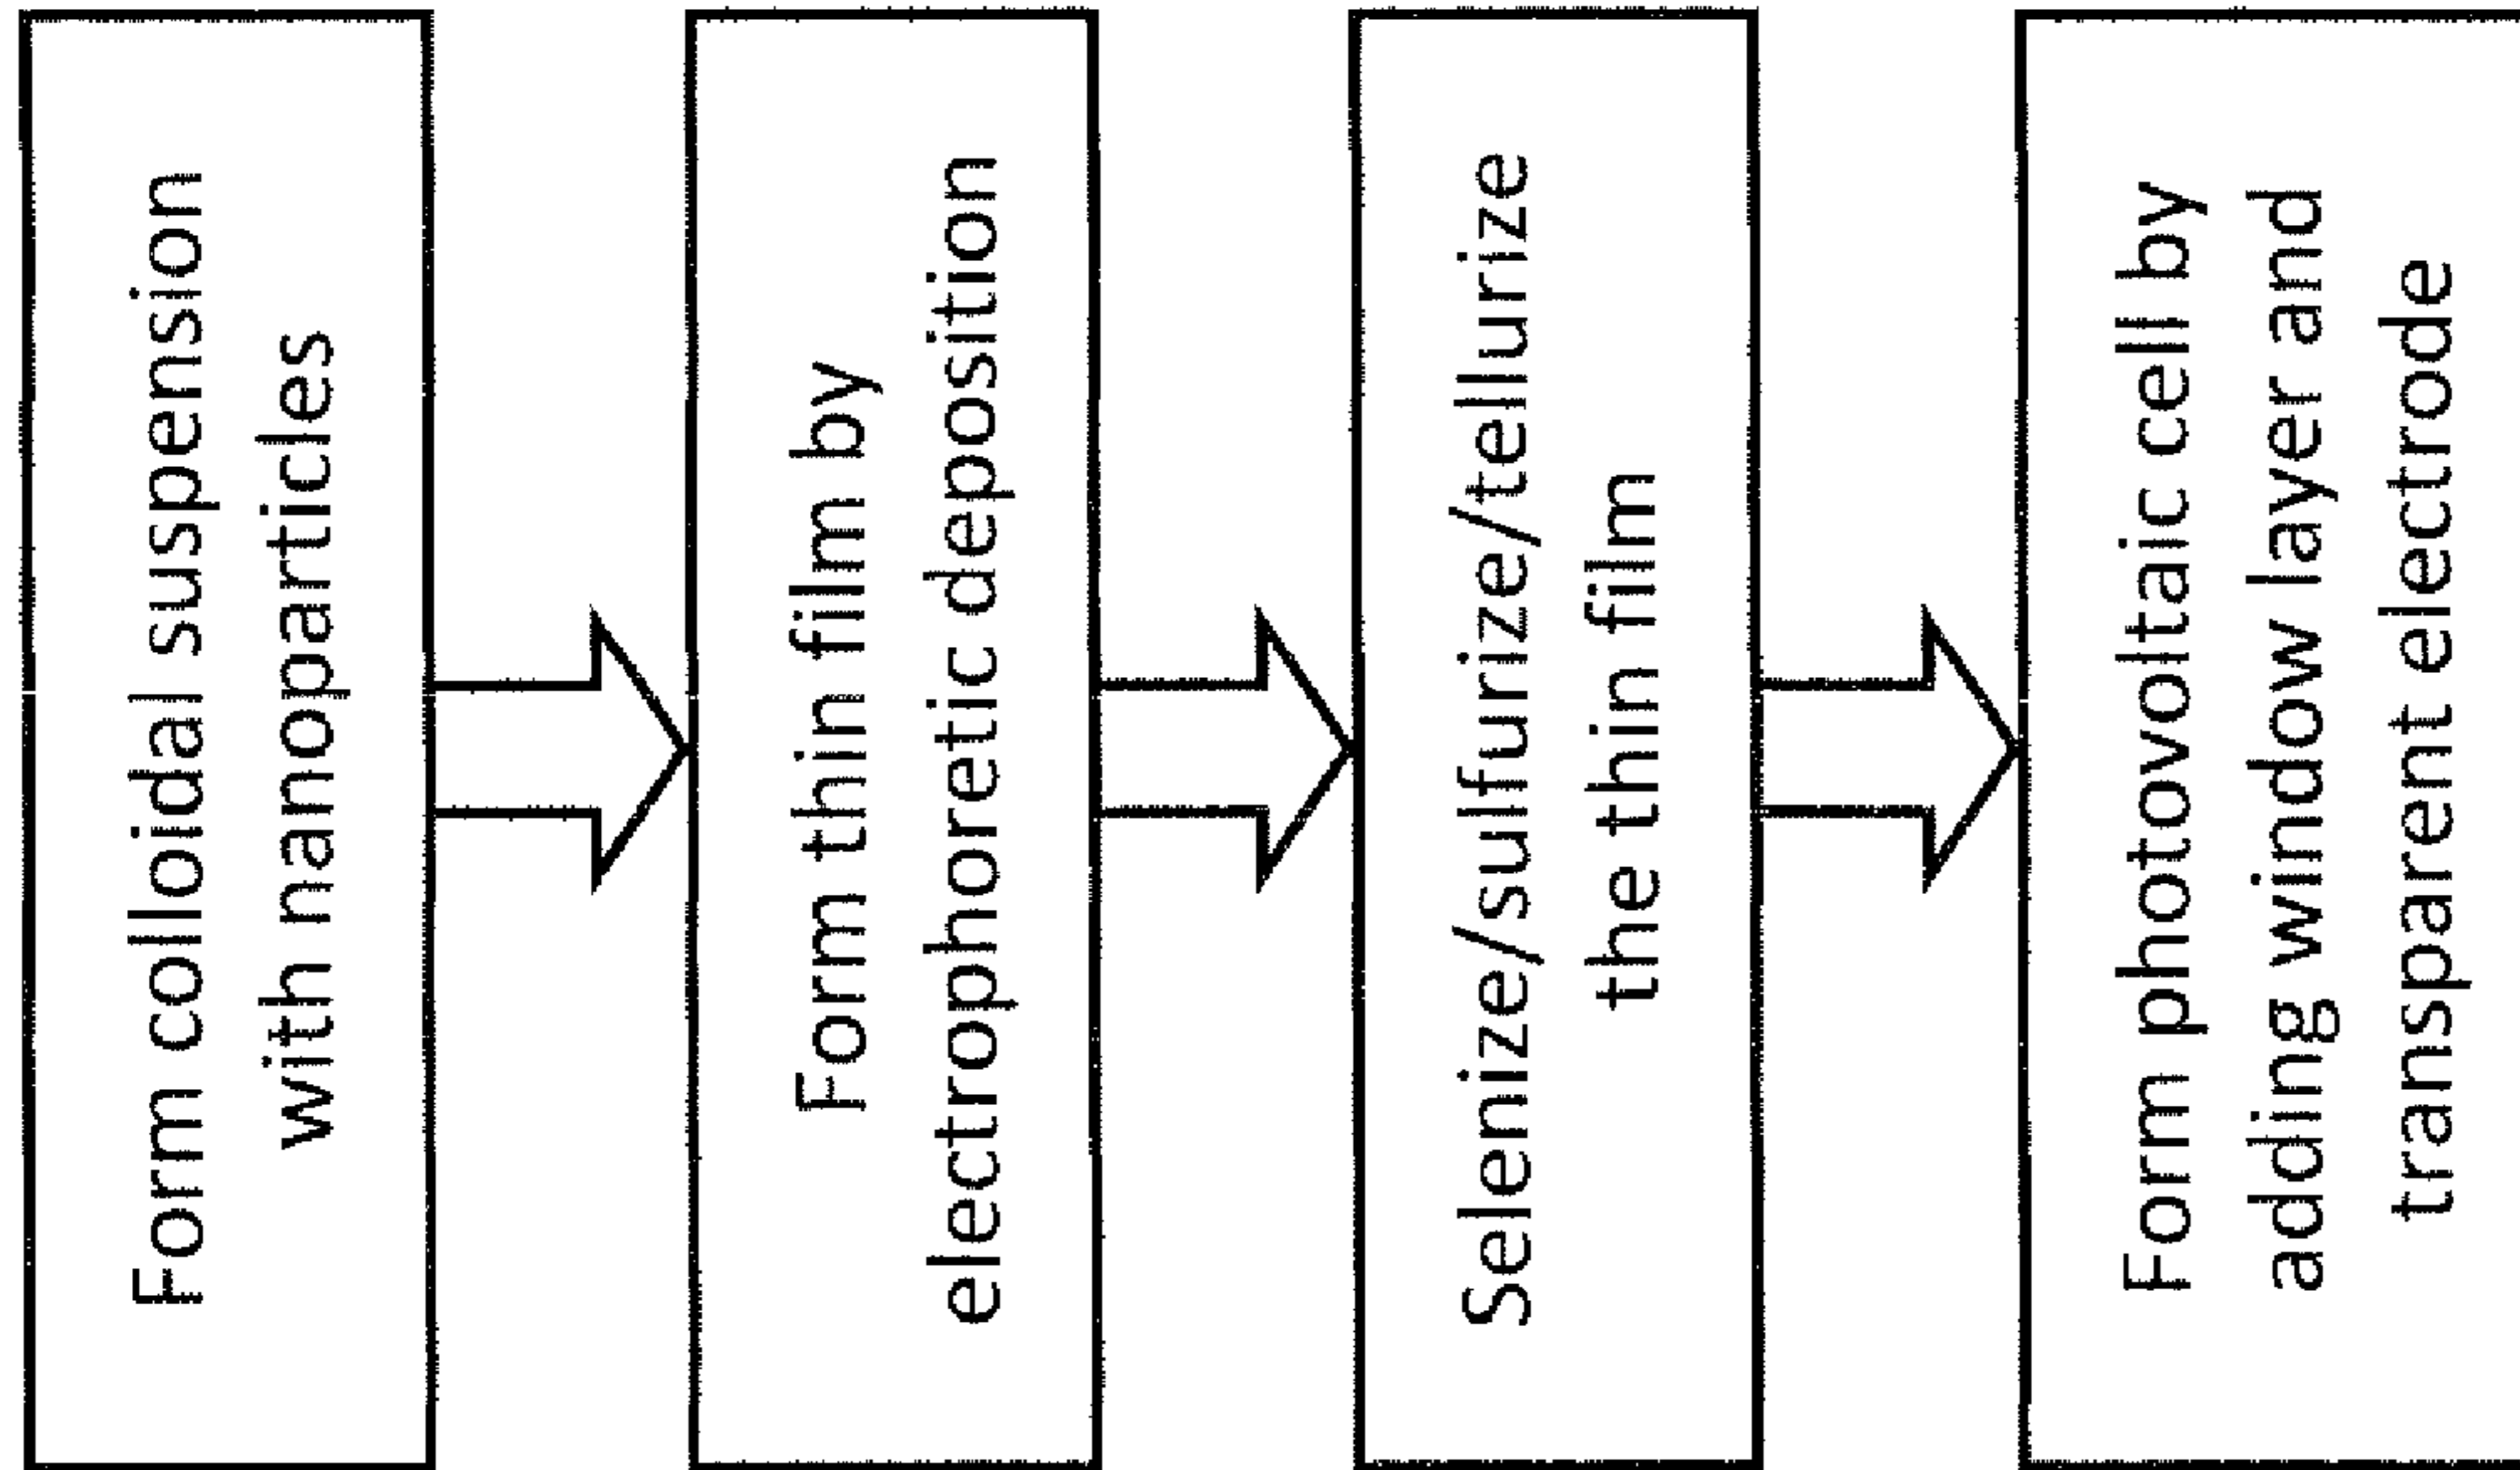 Form colloidal suspension
with nanoparticles
Form thin film by
electrophoretic deposition
Selenize/sulfurize/tellurize
the thin film
Form photovoltaic cell by
adding window layer and
transparent electrode